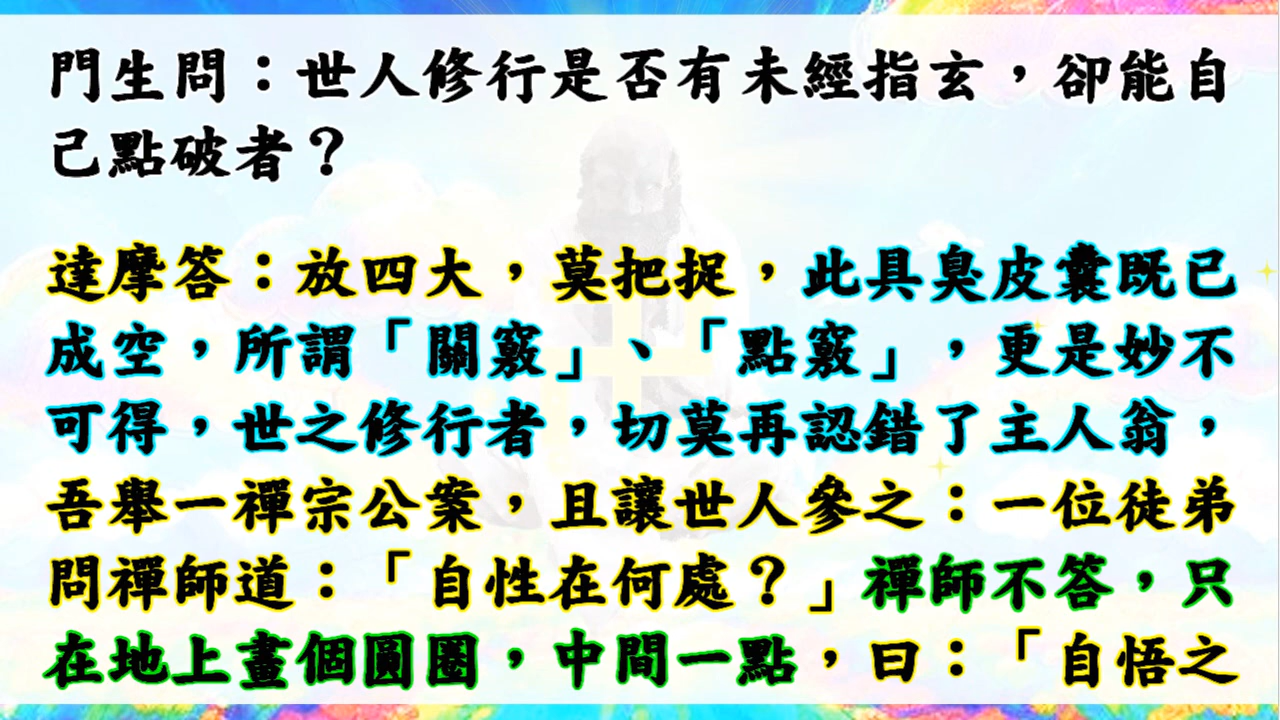 門生問：世人修行是否有未經指玄，卻能自
己點破者？
達摩答：放四大，莫把捉，此具臭皮囊既已
成空，所謂「關竅」、「點竅」，更是妙不
可得，世之修行者，切莫再認錯了主人翁，
吾舉一禪宗公案，且讓世人參之：一位徒弟
問禪師道：「自性在何處？」禪師不答，只
在地上畫個圓圈，中間一點，曰：「自悟之